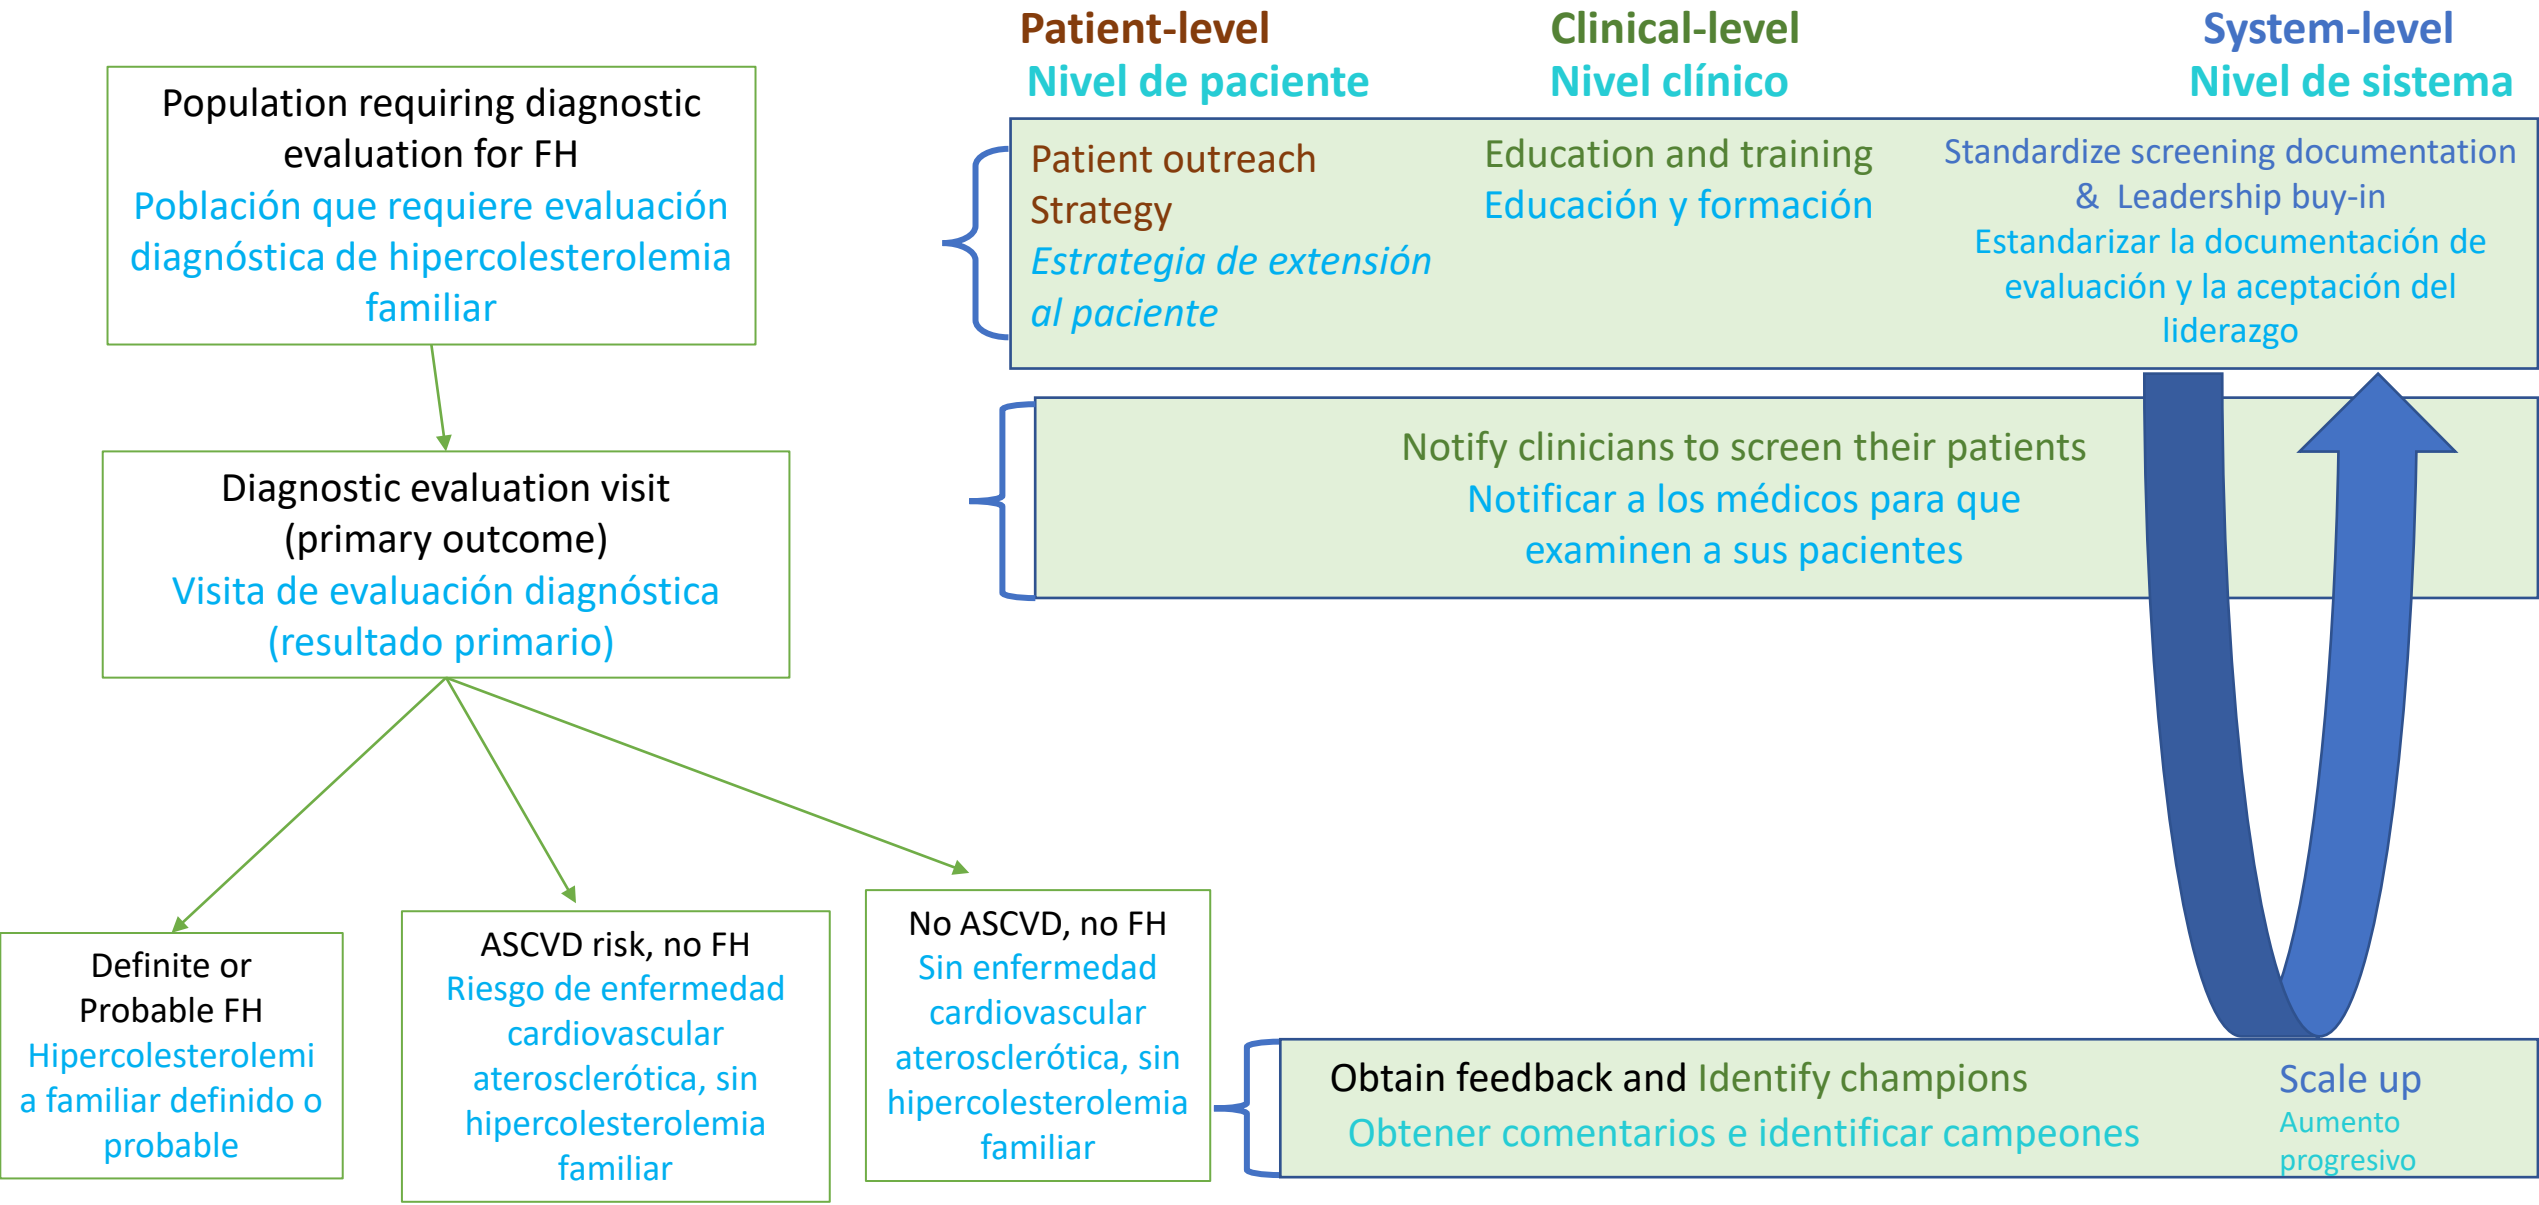 Patient-level
Nivel de paciente
Clinical-level
Nivel clínico
System-level
Nivel de sistema
Population requiring diagnostic
evaluation for FH
Población que requiere evaluación
diagnóstica de hipercolesterolemia
familiar
Patient outreach
Strategy
Estrategia de extensión
al paciente
Education and training
Educación y formación
Standardize screening documentation
& Leadership buy-in
Estandarizar la documentación de
evaluación y la aceptación del
liderazgo
Diagnostic evaluation visit
(primary outcome)
Visita de evaluación diagnóstica
(resultado primario)
Notify clinicians to screen their patients
Notificar a los médicos para que
examinen a sus pacientes
Definite or
Probable FH
Hipercolesterolemi
a familiar definido o
probable
ASCVD risk, no FH
Riesgo de enfermedad
cardiovascular
aterosclerótica, sin
hipercolesterolemia
familiar
No ASCVD, no FH
Sin enfermedad
cardiovascular
aterosclerótica, sin
hipercolesterolemia
familiar
Obtain feedback and Identify champions
Obtener comentarios e identificar campeones
Scale up
Aumento
progresivo